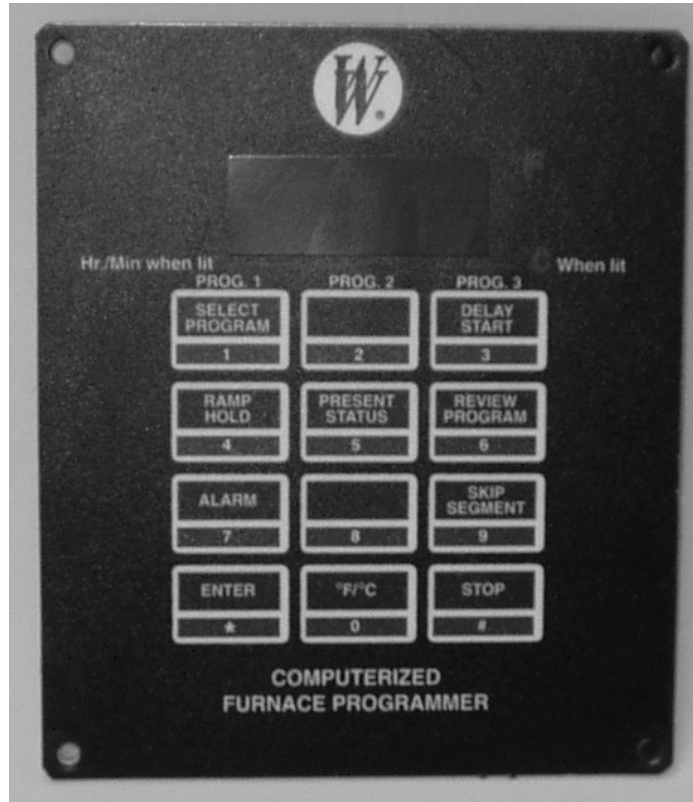 W.®
F
Hr./Min when lit
C When lit
PROG. 1 PROG. 2 PROG. 3
SELECT PROGRAM
1
2
DELAY START
3
RAMP HOLD
4
PRESENT STATUS
5
REVIEW PROGRAM
6
ALARM
7
8
SKIP SEGMENT
9
ENTER
*
°F/°C
0
STOP
#
COMPUTERIZED
FURNACE PROGRAMMER